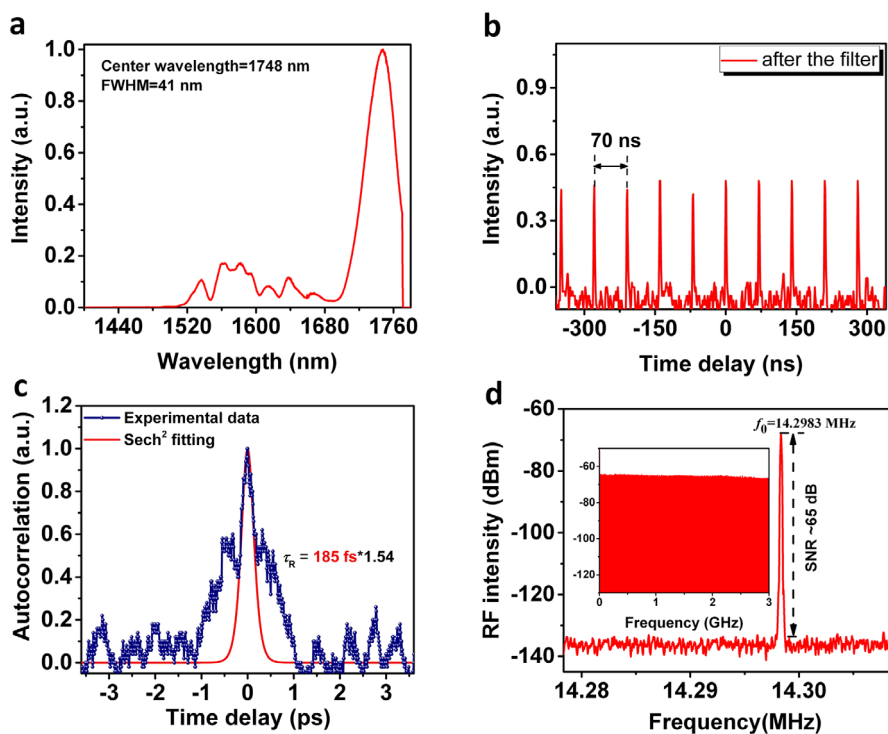 a
Center wavelength=1748 nm
FWHM=41 nm
Intensity (a.u.)
1.0
0.8
0.6
0.4
0.2
0.0
1440 1520 1600 1680 1760
Wavelength (nm)
b
after the filter
70 ns
Intensity (a.u.)
0.9
0.6
0.3
0.0
-300 -150 0 150 300
Time delay (ns)
c
Experimental data
Sech² fitting
τR = 185 fs*1.54
Autocorrelation (a.u.)
1.2
1.0
0.8
0.6
0.4
0.2
0.0
-3 -2 -1 0 1 2 3
Time delay (ps)
d
f0=14.2983 MHz
SNR ~65 dB
RF intensity (dBm)
-60
-80
-100
-120
-140
14.28 14.29 14.30
Frequency(MHz)
-60
-80
-100
-120
0 1 2 3
Frequency (GHz)